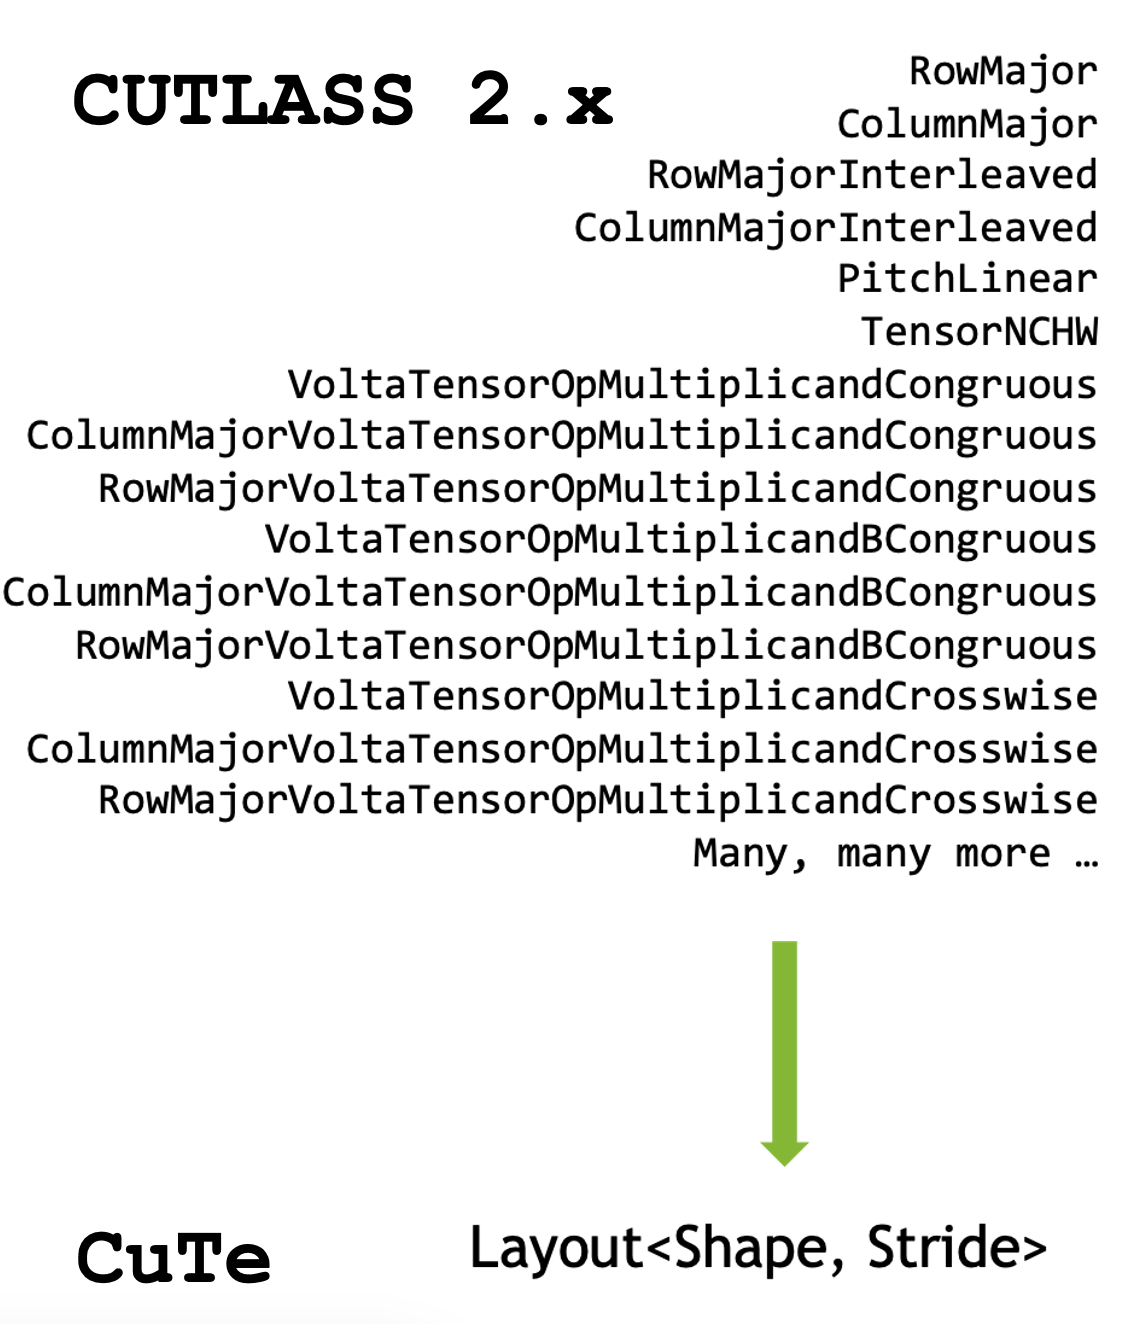 CUTLASS 2.x
RowMajor
ColumnMajor
RowMajorInterleaved
ColumnMajorInterleaved
PitchLinear
TensorNCHW
VoltaTensorOpMultiplicandCongruous
ColumnMajorVoltaTensorOpMultiplicandCongruous
RowMajorVoltaTensorOpMultiplicandCongruous
VoltaTensorOpMultiplicandBCongruous
ColumnMajorVoltaTensorOpMultiplicandBCongruous
RowMajorVoltaTensorOpMultiplicandBCongruous
VoltaTensorOpMultiplicandCrosswise
ColumnMajorVoltaTensorOpMultiplicandCrosswise
RowMajorVoltaTensorOpMultiplicandCrosswise
Many, many more …
CuTe
Layout<Shape, Stride>